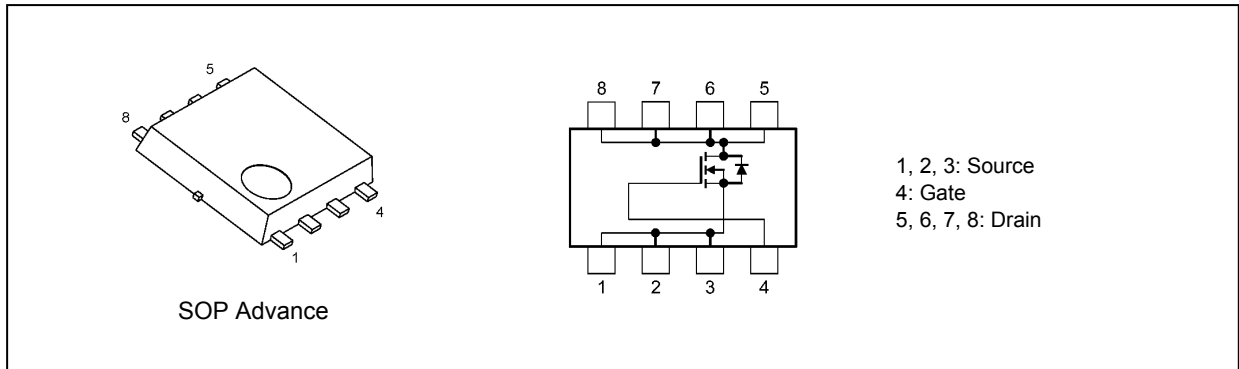 5
8
4
1
SOP Advance
8 7 6 5
1 2 3 4
1, 2, 3: Source
4: Gate
5, 6, 7, 8: Drain